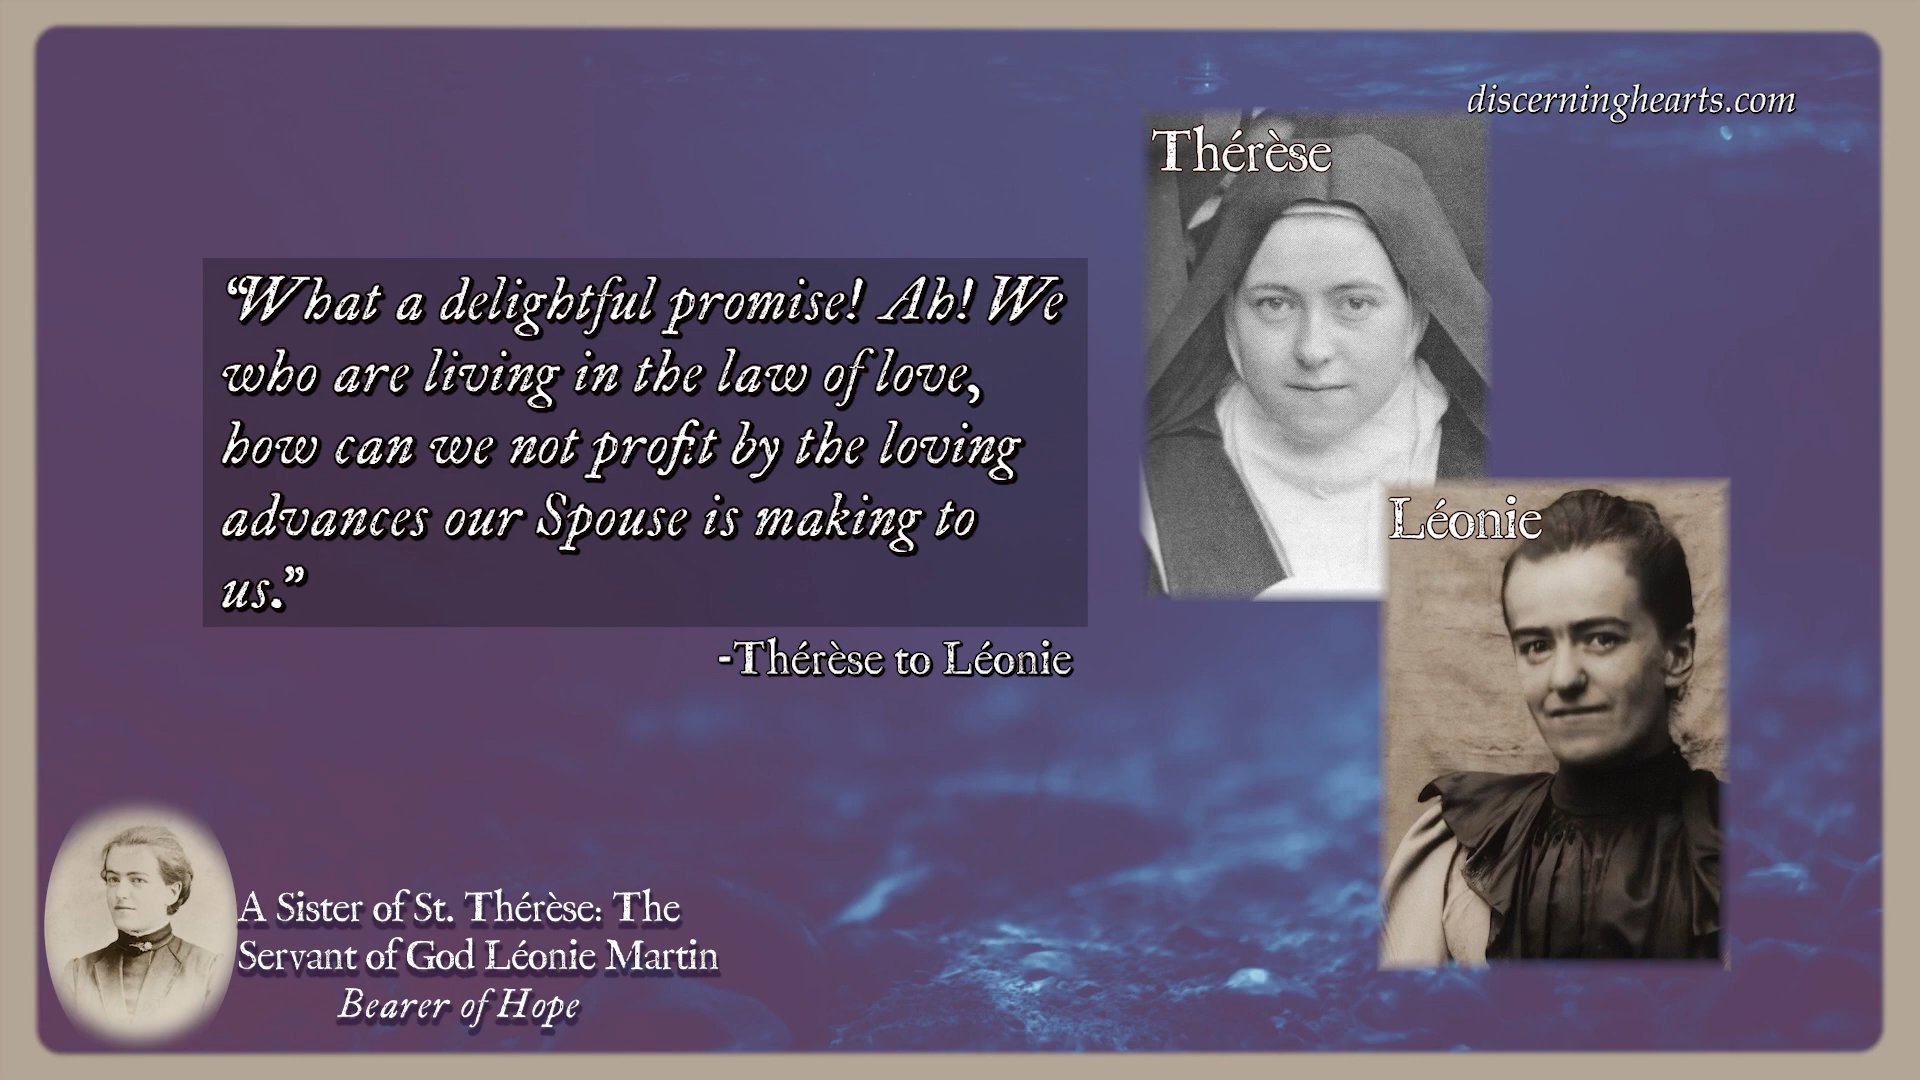 discerninghearts.com
Thérèse
“What a delightful promise! Ah! We
who are living in the law of love,
how can we not profit by the loving
advances our Spouse is making to
us.”
Léonie
-Thérèse to Léonie
A Sister of St. Thérèse: The
Servant of God Léonie Martin
Bearer of Hope